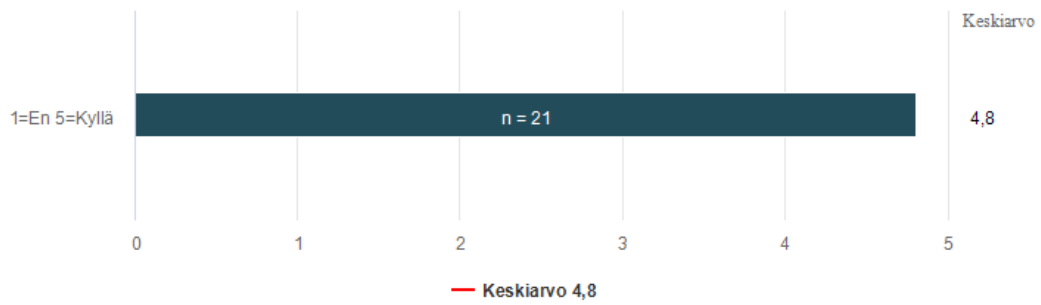 Keskiarvo
1=En 5=Kyllä
n = 21
4,8
0 1 2 3 4 5
Keskiarvo 4,8